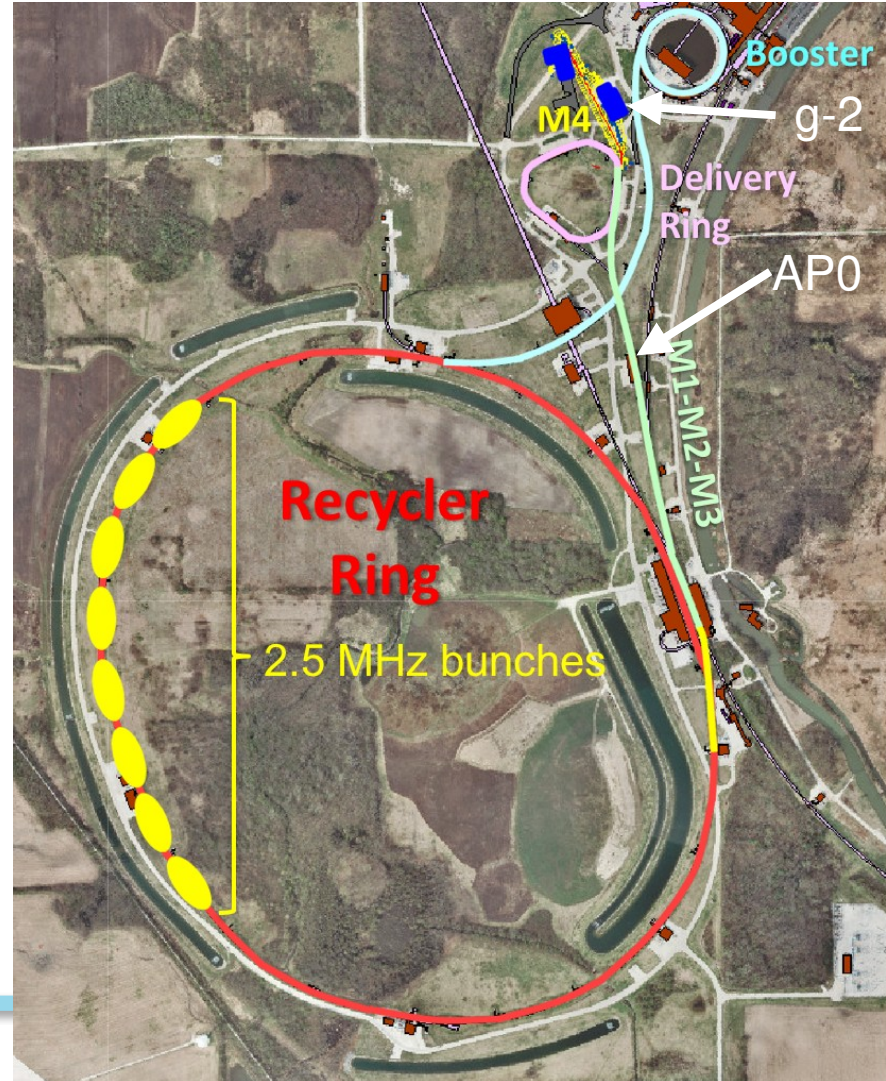 Booster
g-2
M4
Delivery
Ring
AP0
M1-M2-M3
Recycler
Ring
2.5 MHz bunches